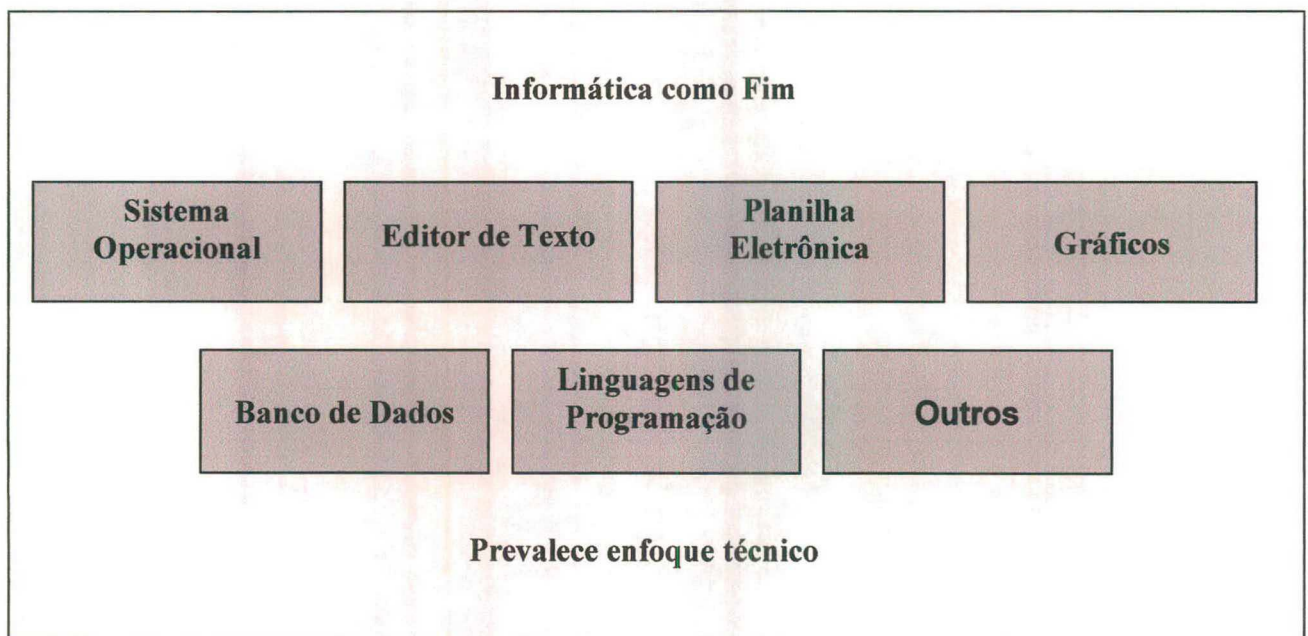 Informática como Fim
Sistema
Operacional
Editor de Texto
Planilha
Eletrônica
Gráficos
Banco de Dados
Linguagens de
Programação
Outros
Prevalece enfoque técnico